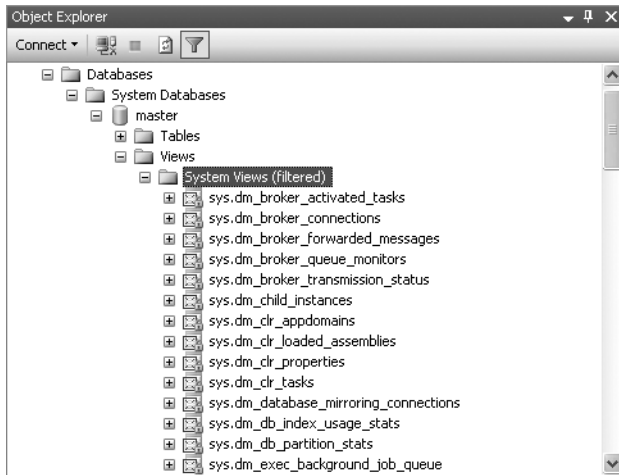 Object Explorer
Connect
Databases
System Databases
master
Tables
Views
System Views (filtered)
sys.dm_broker_activated_tasks
sys.dm_broker_connections
sys.dm_broker_forwarded_messages
sys.dm_broker_queue_monitors
sys.dm_broker_transmission_status
sys.dm_child_instances
sys.dm_clr_appdomains
sys.dm_clr_loaded_assemblies
sys.dm_clr_properties
sys.dm_clr_tasks
sys.dm_database_mirroring_connections
sys.dm_db_index_usage_stats
sys.dm_db_partition_stats
sys.dm_exec_background_job_queue